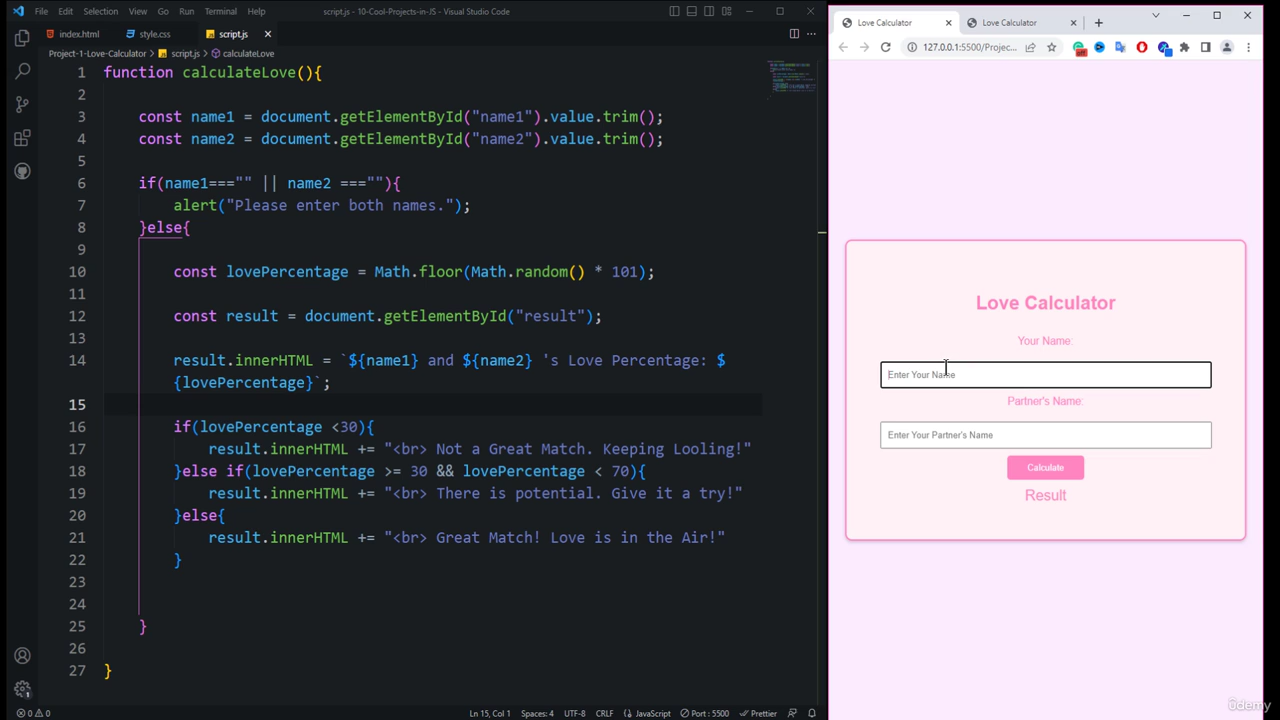 File Edit Selection View Go Run Terminal Help
script.js - 10-Cool-Projects-in-JS - Visual Studio Code
index.html style.css script.js
Project-1-Love-Calculator > script.js > calculateLove
1 function calculateLove(){
2
3 const name1 = document.getElementById("name1").value.trim();
4 const name2 = document.getElementById("name2").value.trim();
5
6 if(name1==="" || name2 ===""){
7 alert("Please enter both names.");
8 }else{
9
10 const lovePercentage = Math.floor(Math.random() * 101);
11
12 const result = document.getElementById("result");
13
14 result.innerHTML = `${name1} and ${name2} 's Love Percentage: $
{lovePercentage}`;
15
16 if(lovePercentage <30){
17 result.innerHTML += "<br> Not a Great Match. Keeping Looling!"
18 }else if(lovePercentage >= 30 && lovePercentage < 70){
19 result.innerHTML += "<br> There is potential. Give it a try!"
20 }else{
21 result.innerHTML += "<br> Great Match! Love is in the Air!"
22 }
23
24
25 }
26
27 }
0 0
Ln 15, Col 1 Spaces: 4 UTF-8 CRLF JavaScript Port : 5500 Prettier
Love Calculator
Love Calculator
127.0.0.1:5500/Projec...
Love Calculator
Your Name:
Enter Your Name
Partner's Name:
Enter Your Partner's Name
Calculate
Result
ûdemy